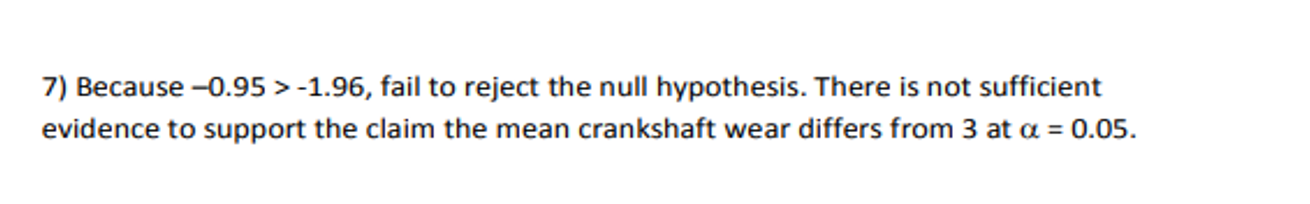 7) Because –0.95 > -1.96, fail to reject the null hypothesis. There is not sufficient
evidence to support the claim the mean crankshaft wear differs from 3 at α = 0.05.